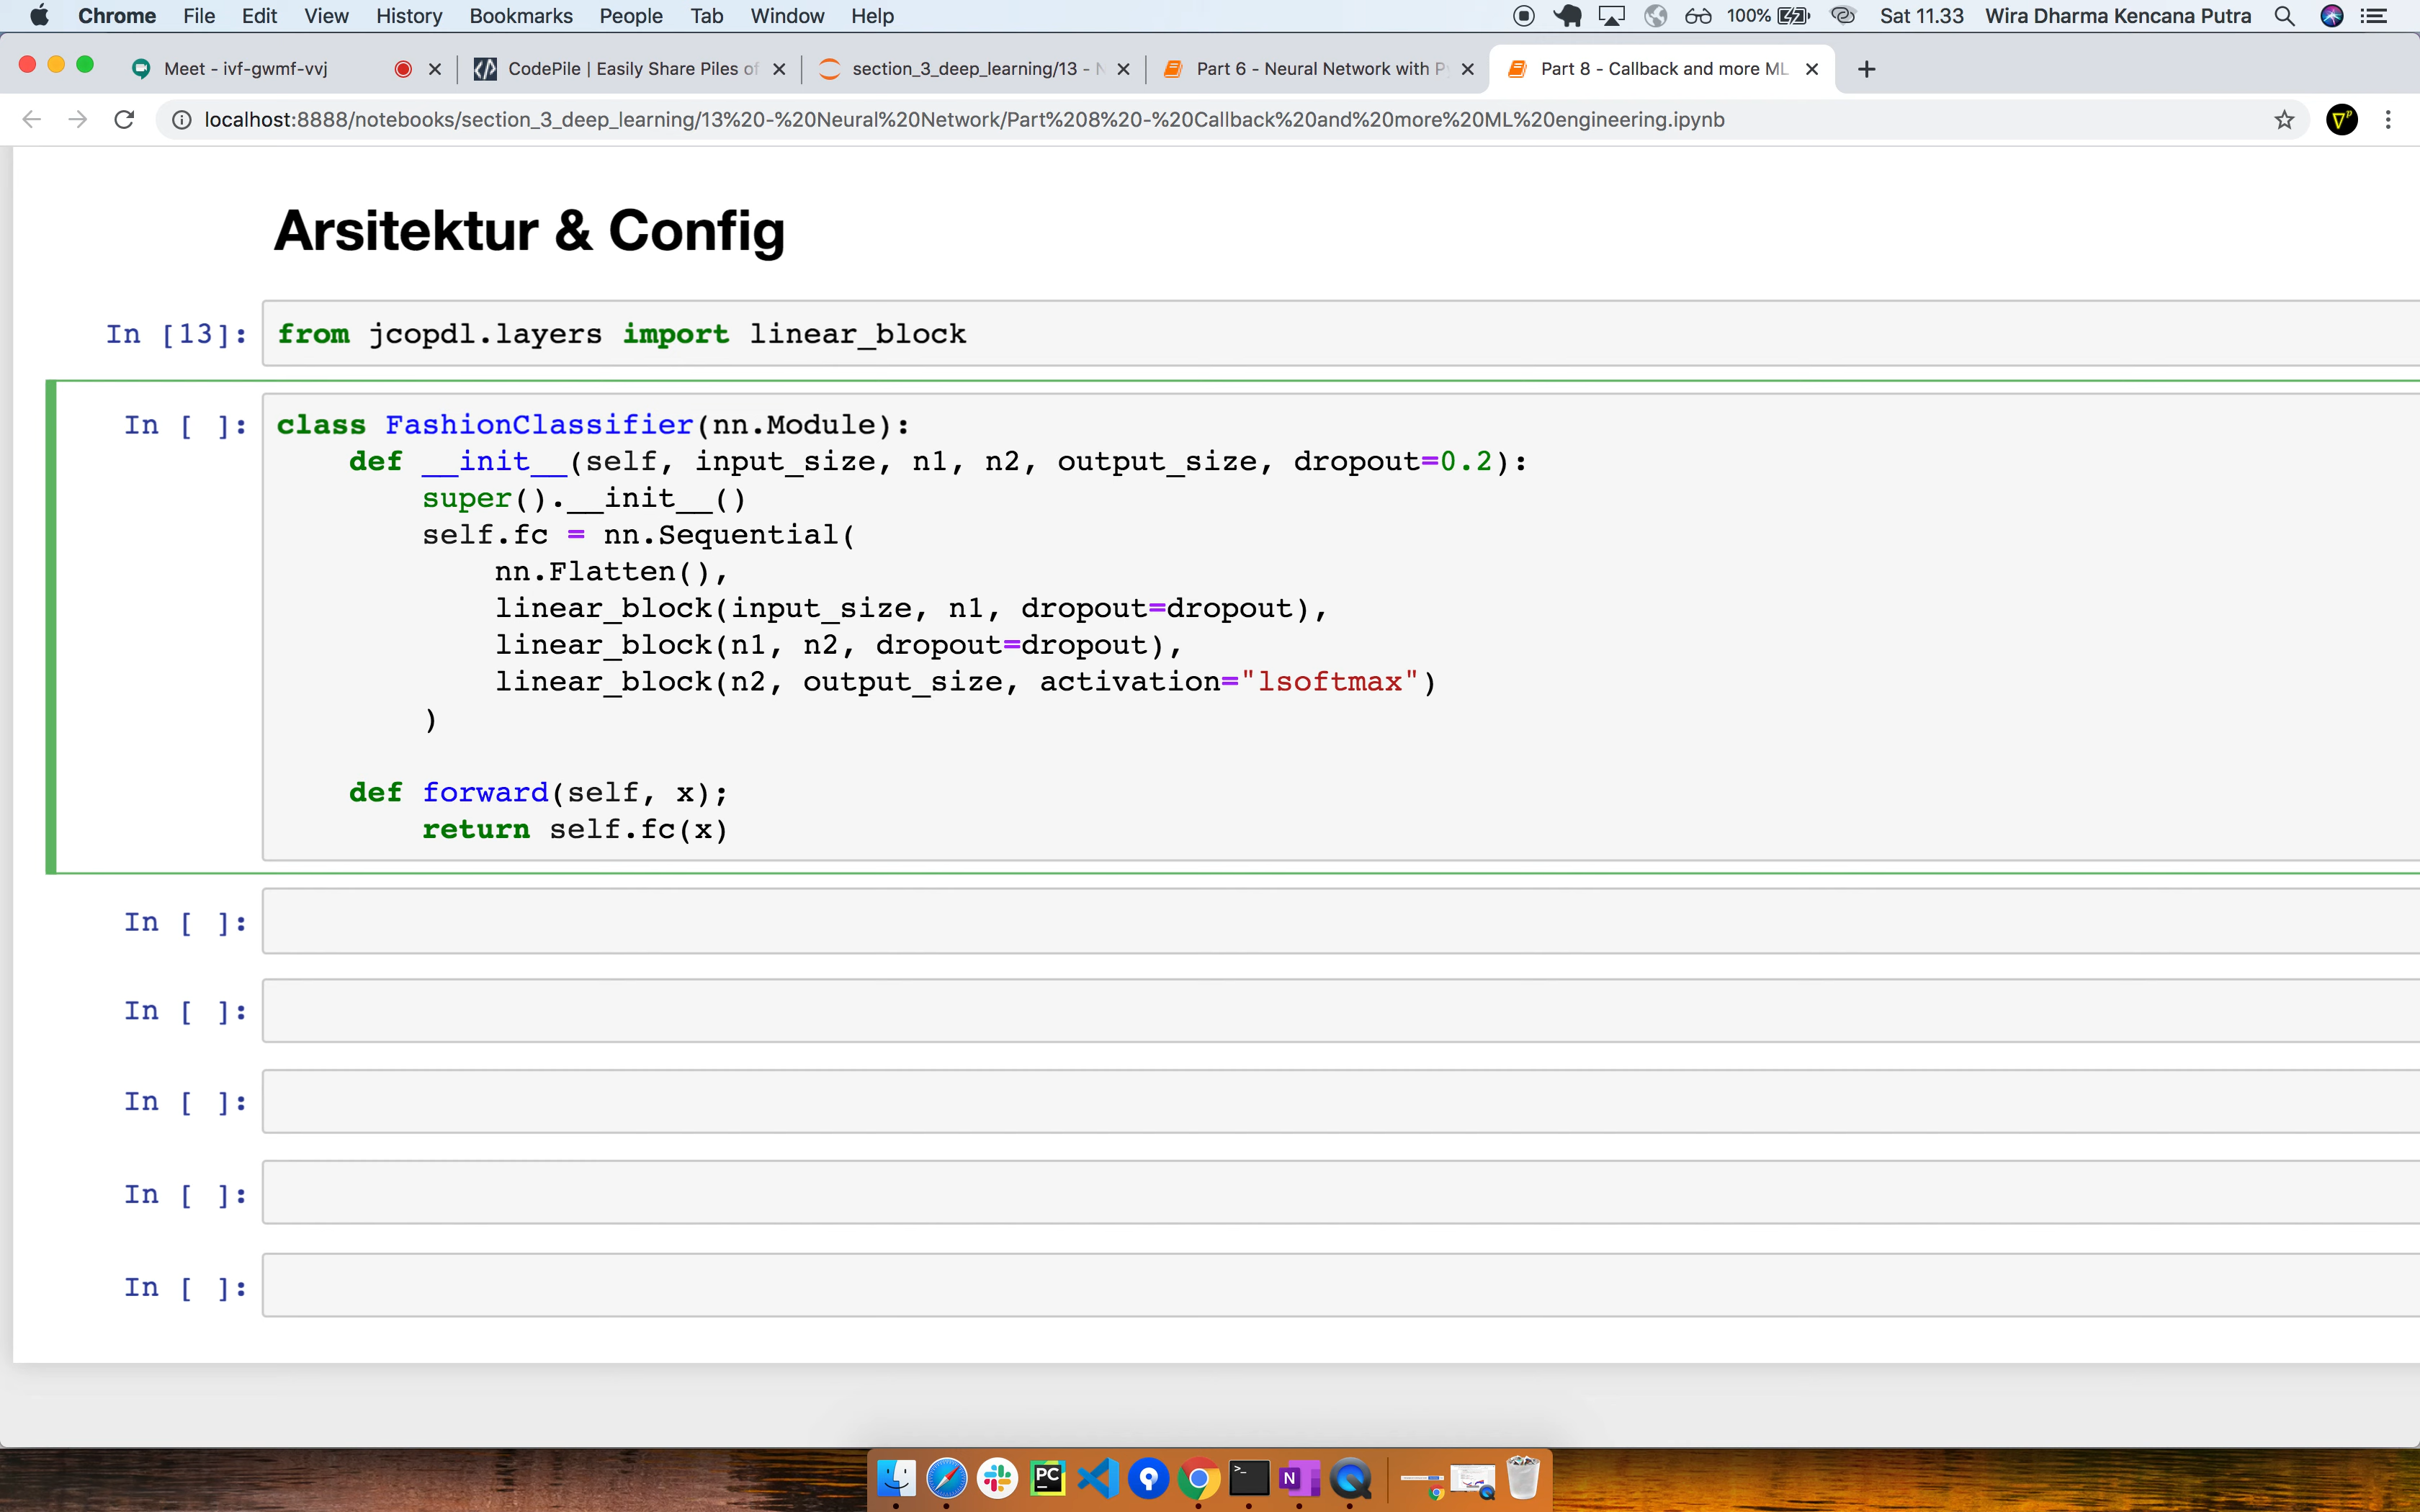 Chrome File Edit View History Bookmarks People Tab Window Help 100% Sat 11.33 Wira Dharma Kencana Putra
Meet - ivf-gwmf-vvj CodePile | Easily Share Piles of section_3_deep_learning/13 - N Part 6 - Neural Network with Py Part 8 - Callback and more ML
localhost:8888/notebooks/section_3_deep_learning/13%20-%20Neural%20Network/Part%208%20-%20Callback%20and%20more%20ML%20engineering.ipynb
Arsitektur & Config
In [13]: from jcopdl.layers import linear_block
In [ ]: class FashionClassifier(nn.Module):
def __init__(self, input_size, n1, n2, output_size, dropout=0.2):
super().__init__()
self.fc = nn.Sequential(
nn.Flatten(),
linear_block(input_size, n1, dropout=dropout),
linear_block(n1, n2, dropout=dropout),
linear_block(n2, output_size, activation="lsoftmax")
)
def forward(self, x);
return self.fc(x)
In [ ]:
In [ ]:
In [ ]:
In [ ]:
In [ ]:
PC
N